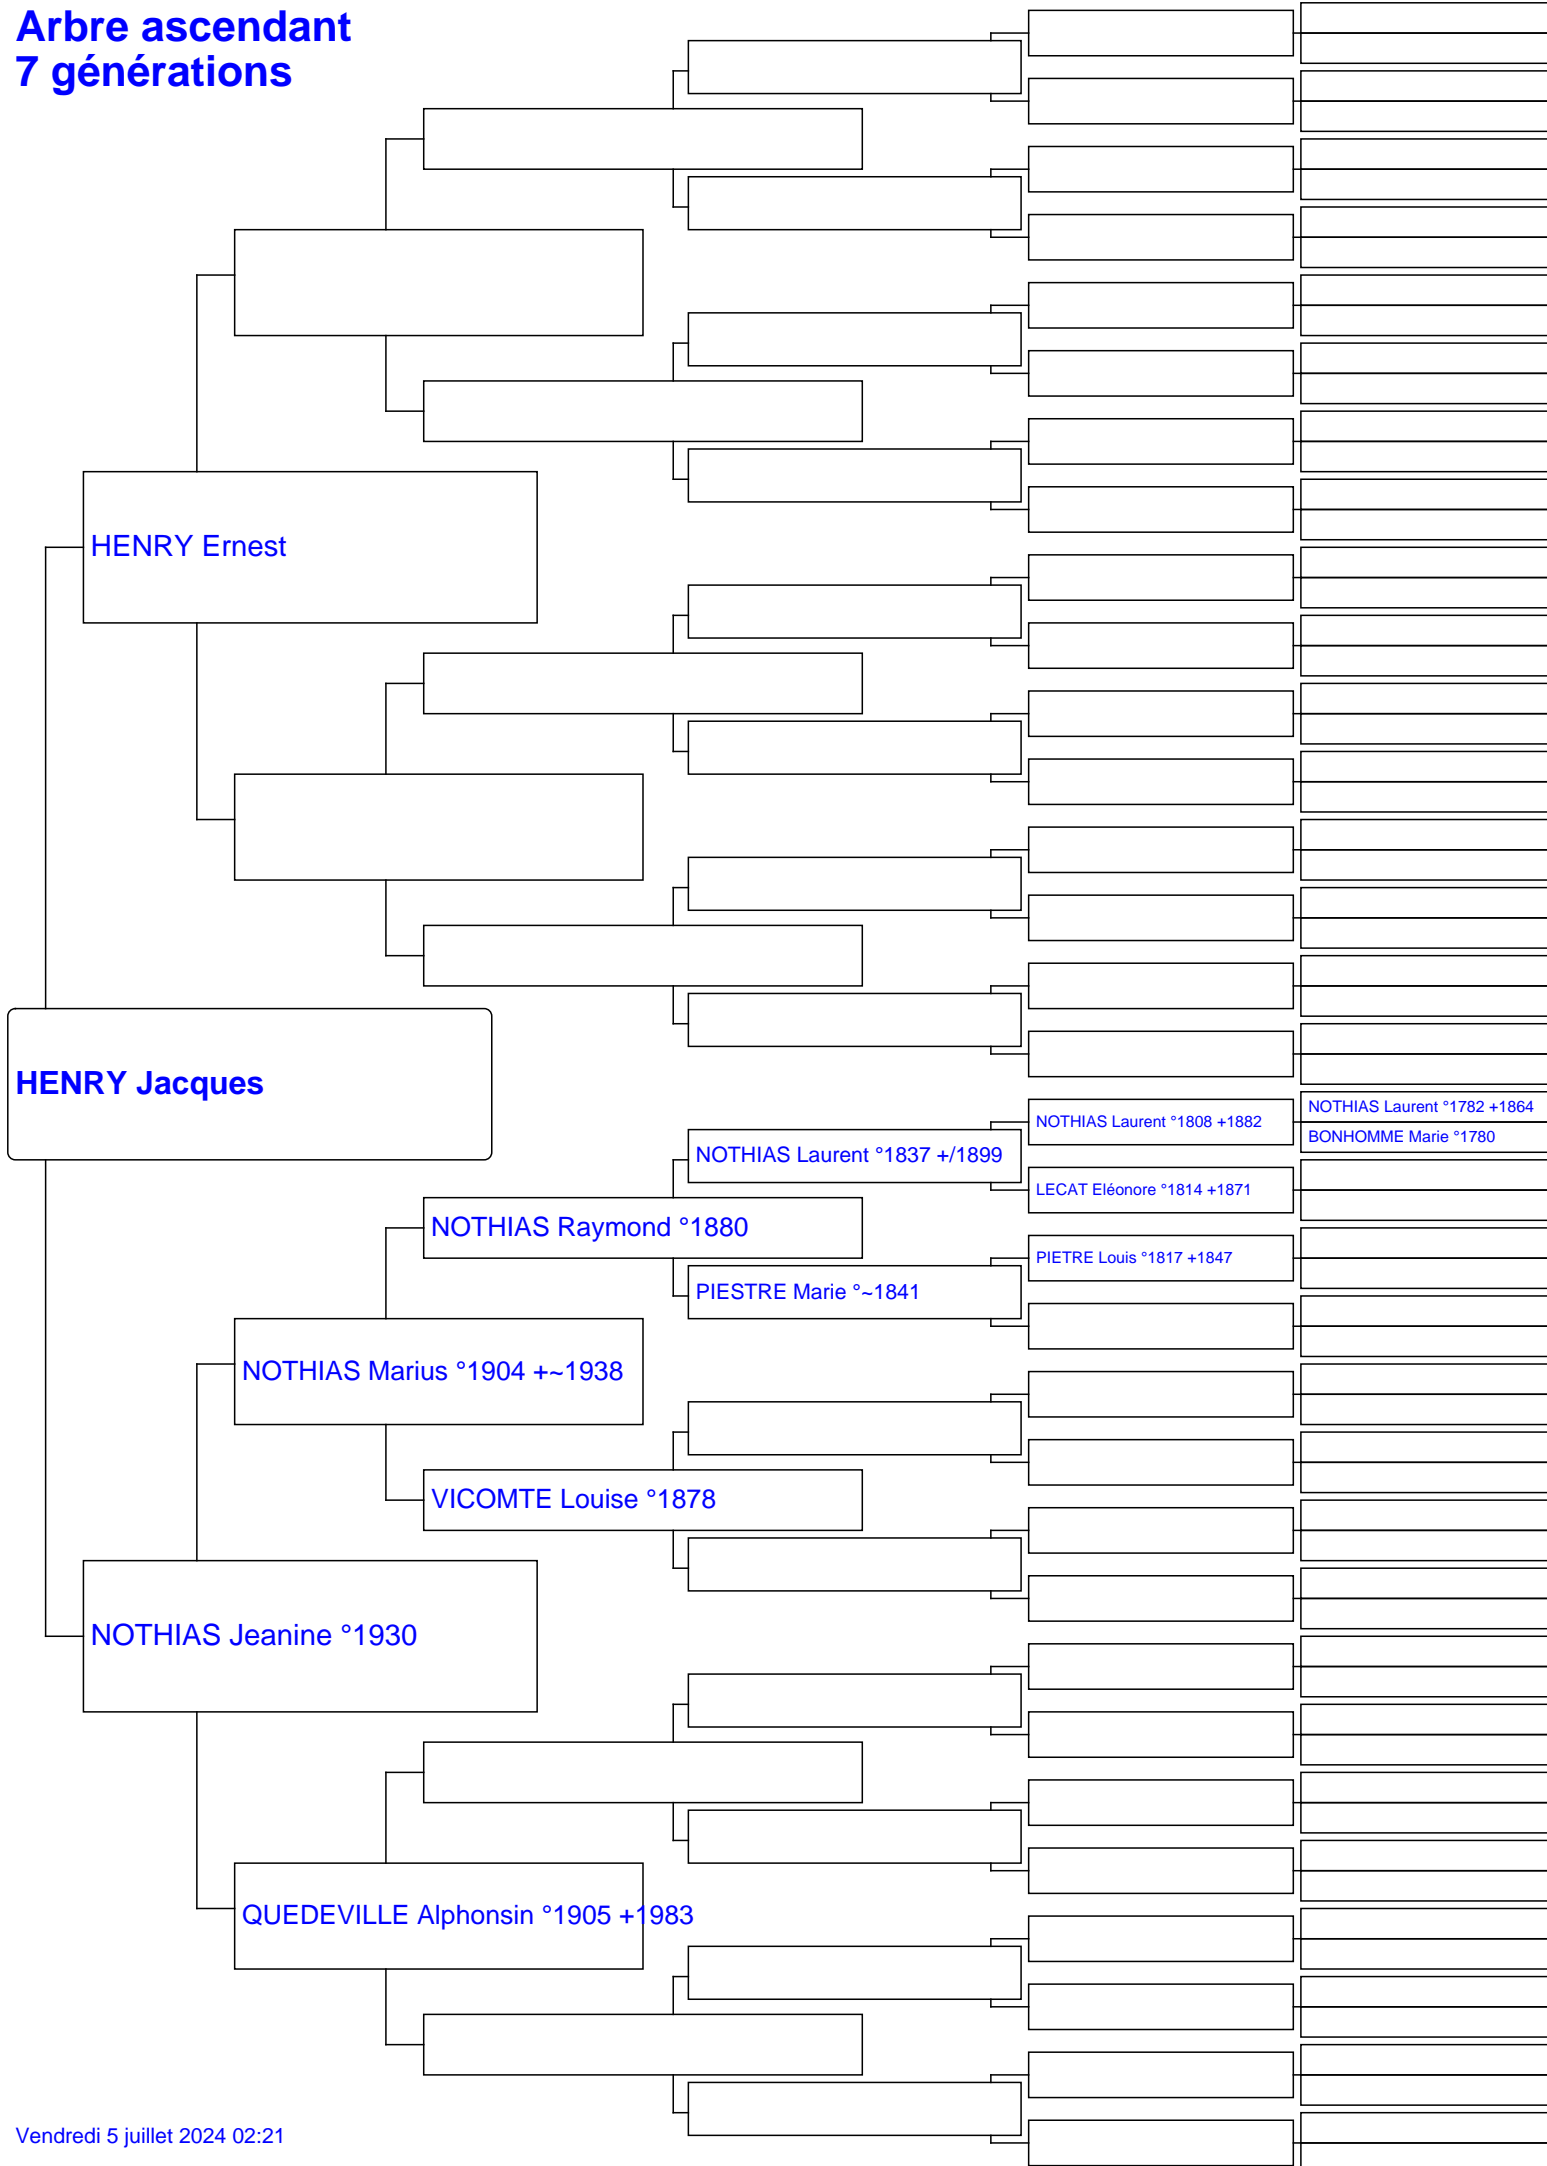 Arbre ascendant
7 générations
HENRY Ernest
HENRY Jacques
NOTHIAS Laurent °1782 +1864
NOTHIAS Laurent °1808 +1882
BONHOMME Marie °1780
NOTHIAS Laurent °1837 +/1899
LECAT Eléonore °1814 +1871
NOTHIAS Raymond °1880
PIETRE Louis °1817 +1847
PIESTRE Marie °~1841
NOTHIAS Marius °1904 +~1938
VICOMTE Louise °1878
NOTHIAS Jeanine °1930
QUEDEVILLE Alphonsin °1905 +1983
Vendredi 5 juillet 2024 02:21